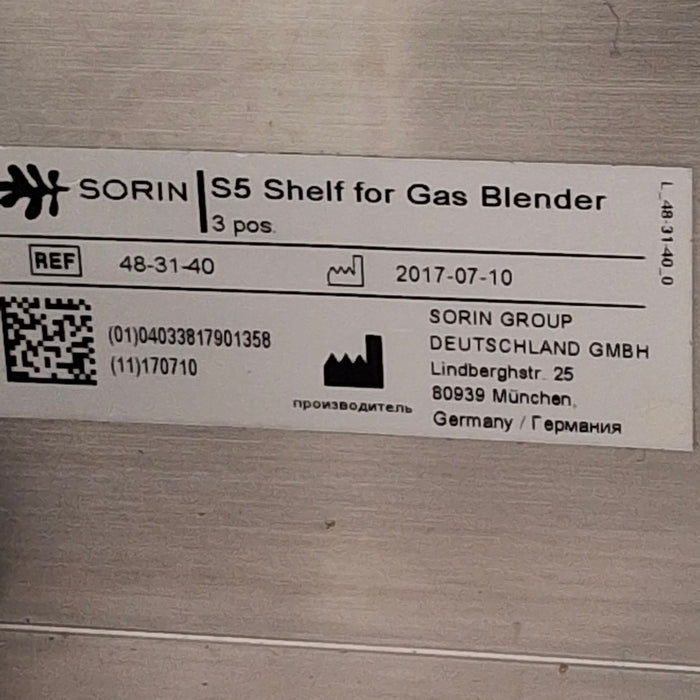 SORIN
S5 Shelf for Gas Blender
3 pos.
REF 48-31-40 2017-07-10
(01)04033817901358
(11)170710
производитель
SORIN GROUP
DEUTSCHLAND GMBH
Lindberghstr. 25
80939 München,
Germany / Германия
L_48-31-40_0